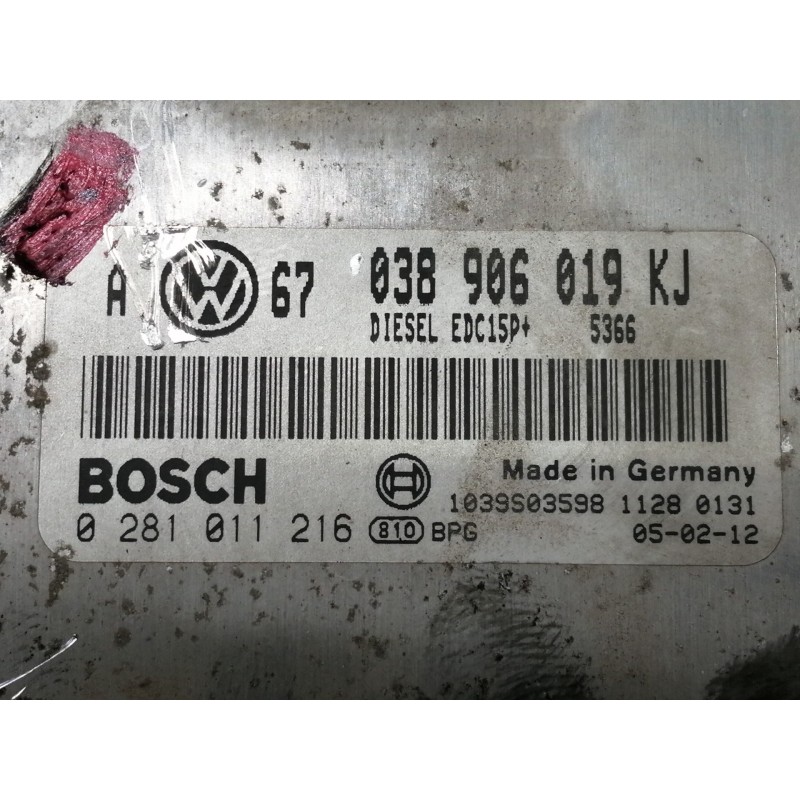 A 67 038 906 019 KJ
DIESEL EDC15P+ 5366
BOSCH
Made in Germany
1039S03598 1128 0131
0 281 011 216 810 BPG 05-02-12